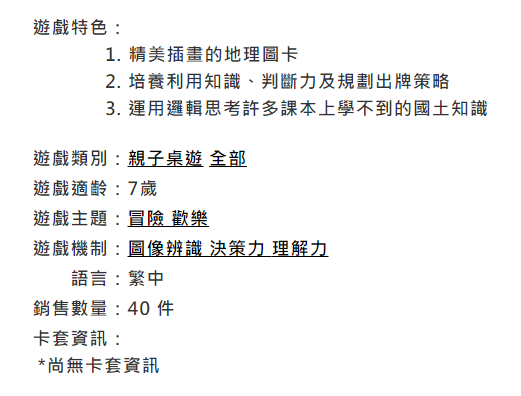 遊戲特色：
1. 精美插畫的地理圖卡
2. 培養利用知識、判斷力及規劃出牌策略
3. 運用邏輯思考許多課本上學不到的國土知識
遊戲類別：親子桌遊 全部
遊戲適齡：7歲
遊戲主題：冒險 歡樂
遊戲機制：圖像辨識 決策力 理解力
語言：繁中
銷售數量：40 件
卡套資訊：
*尚無卡套資訊